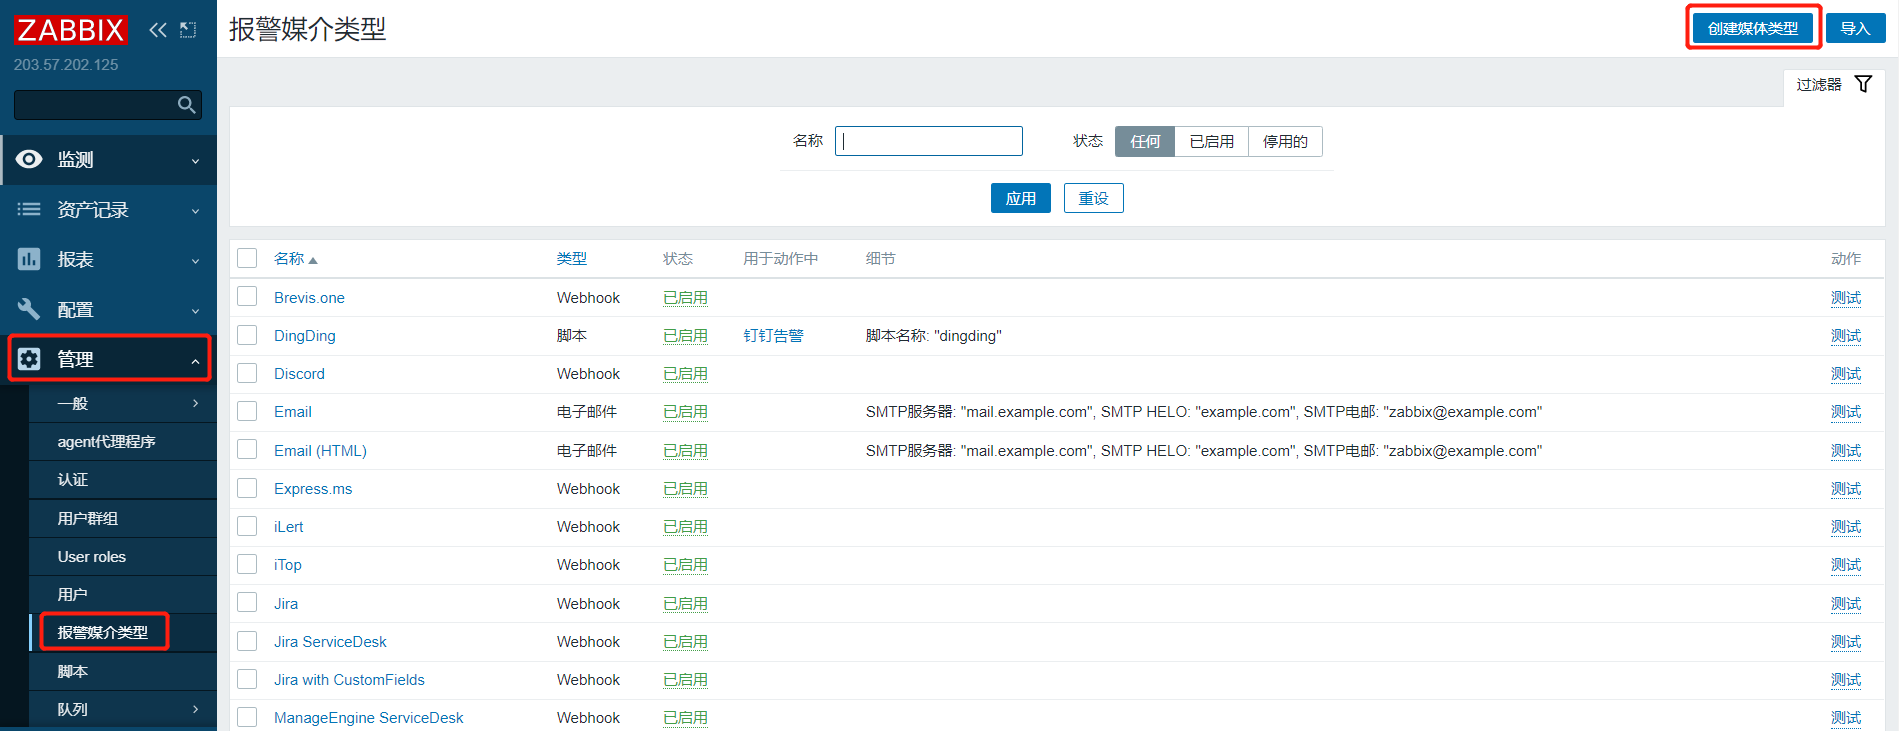 ZABBIX
203.57.202.125
监测
资产记录
报表
配置
管理
一般
agent代理程序
认证
用户群组
User roles
用户
报警媒介类型
脚本
队列
报警媒介类型
创建媒体类型 导入
过滤器
名称 状态 任何 已启用 停用的
应用 重设
名称 类型 状态 用于动作中 细节 动作
Brevis.one Webhook 已启用 测试
DingDing 脚本 已启用 钉钉告警 脚本名称: "dingding" 测试
Discord Webhook 已启用 测试
Email 电子邮件 已启用 SMTP服务器: "mail.example.com", SMTP HELO: "example.com", SMTP电邮: "zabbix@example.com" 测试
Email (HTML) 电子邮件 已启用 SMTP服务器: "mail.example.com", SMTP HELO: "example.com", SMTP电邮: "zabbix@example.com" 测试
Express.ms Webhook 已启用 测试
iLert Webhook 已启用 测试
iTop Webhook 已启用 测试
Jira Webhook 已启用 测试
Jira ServiceDesk Webhook 已启用 测试
Jira with CustomFields Webhook 已启用 测试
ManageEngine ServiceDesk Webhook 已启用 测试